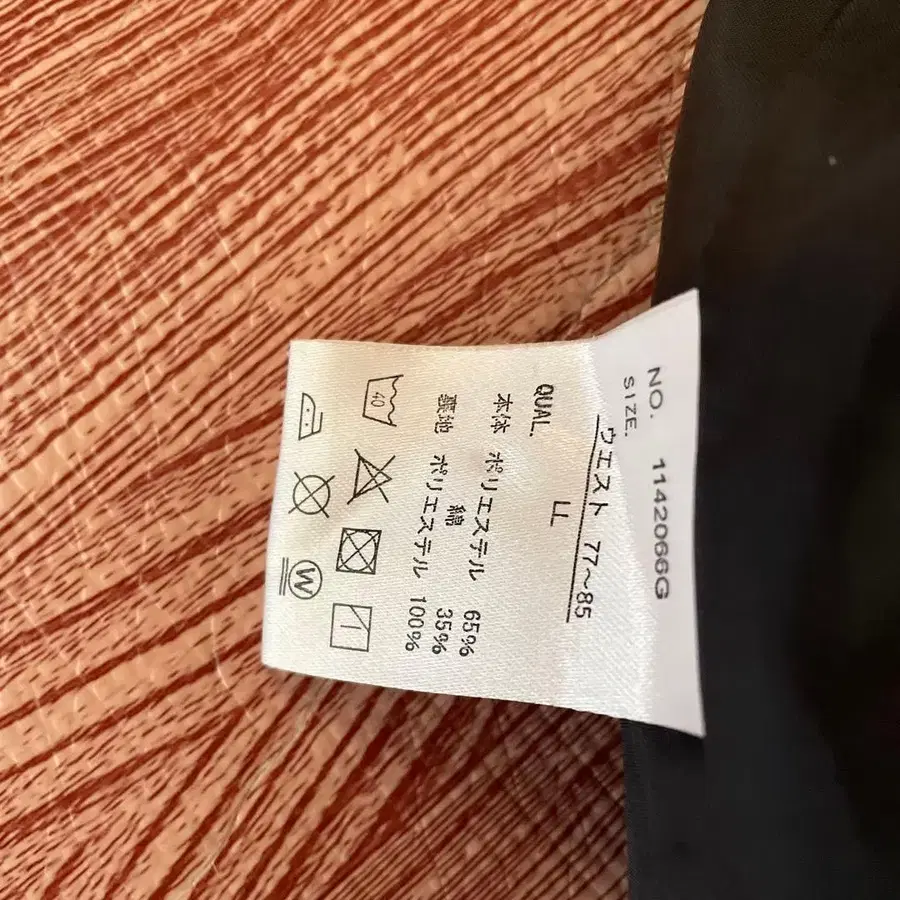 NO. 1142066G
SIZE.
ウエスト 77~85
LL
QUAL.
本体 ポリエステル 65%
綿 35%
裏地 ポリエステル 100%
40
W